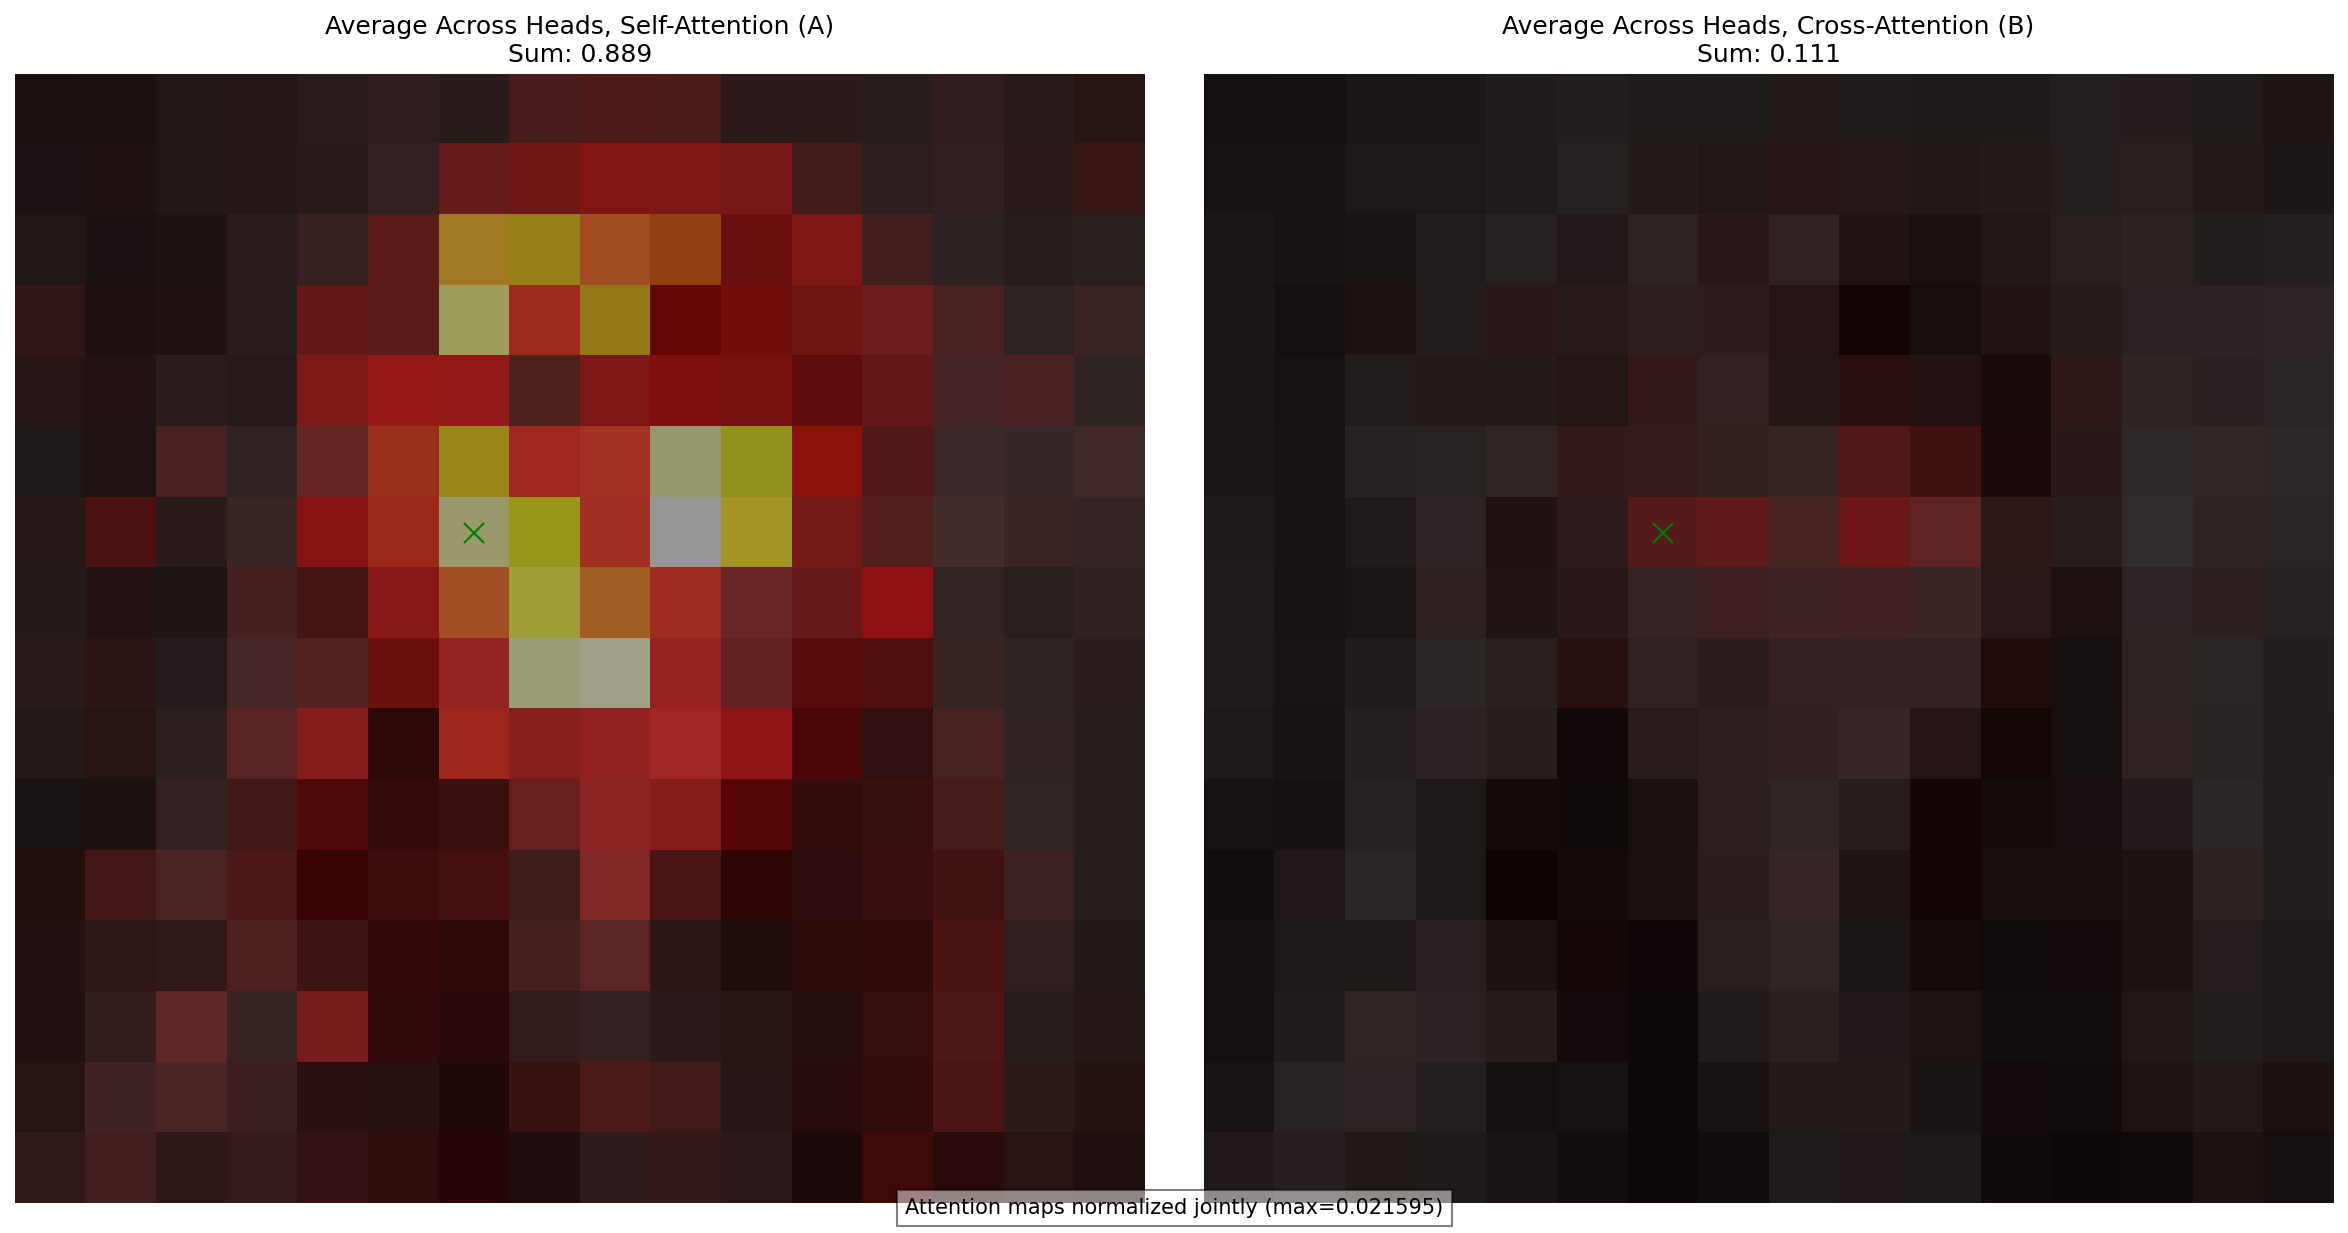 Average Across Heads, Self-Attention (A)
Sum: 0.889
Average Across Heads, Cross-Attention (B)
Sum: 0.111
Attention maps normalized jointly (max=0.021595)